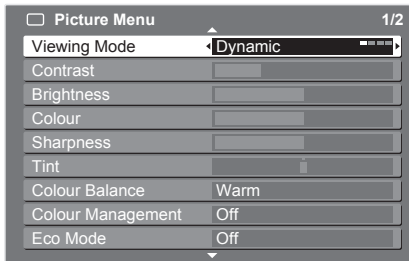 Picture Menu 1/2
Viewing Mode Dynamic
Contrast
Brightness
Colour
Sharpness
Tint
Colour Balance Warm
Colour Management Off
Eco Mode Off